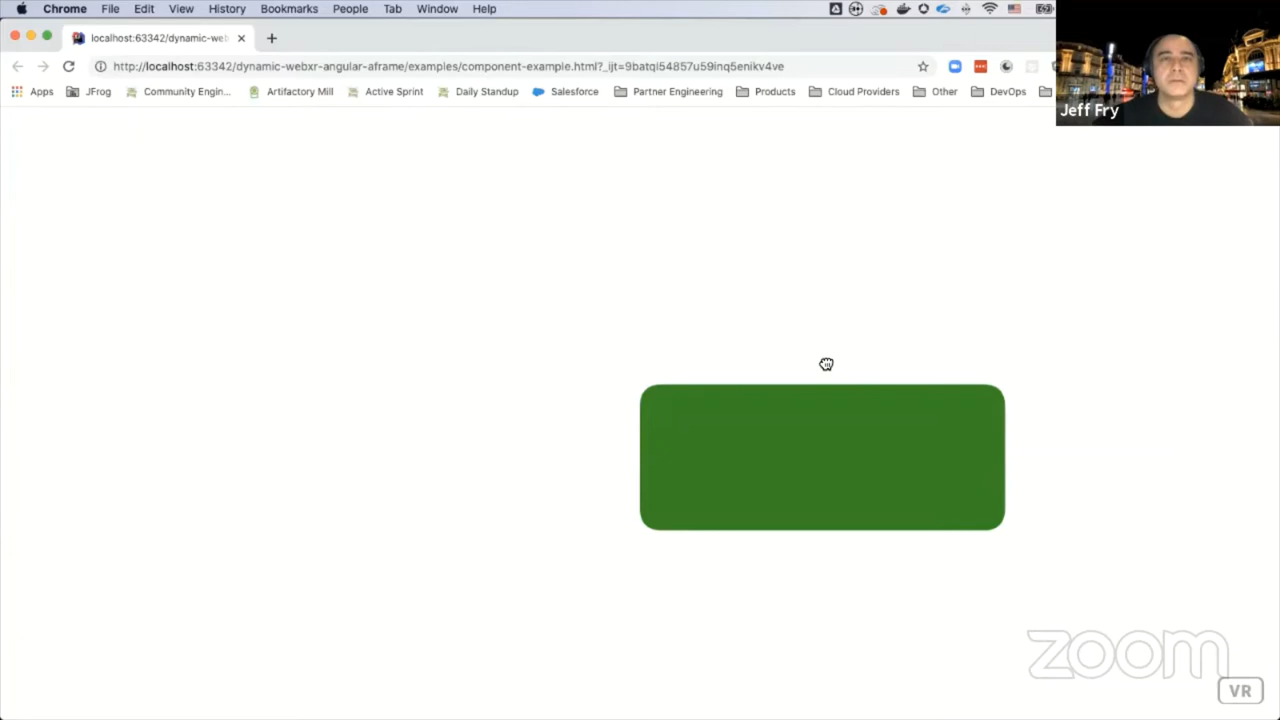 Chrome File Edit View History Bookmarks People Tab Window Help
localhost:63342/dynamic-web
http://localhost:63342/dynamic-webxr-angular-aframe/examples/component-example.html?_ijt=9batql54857u59inq5enikv4ve
Apps JFrog Community Engin... Artifactory Mill Active Sprint Daily Standup Salesforce Partner Engineering Products Cloud Providers Other DevOps
Jeff Fry
zoom
VR